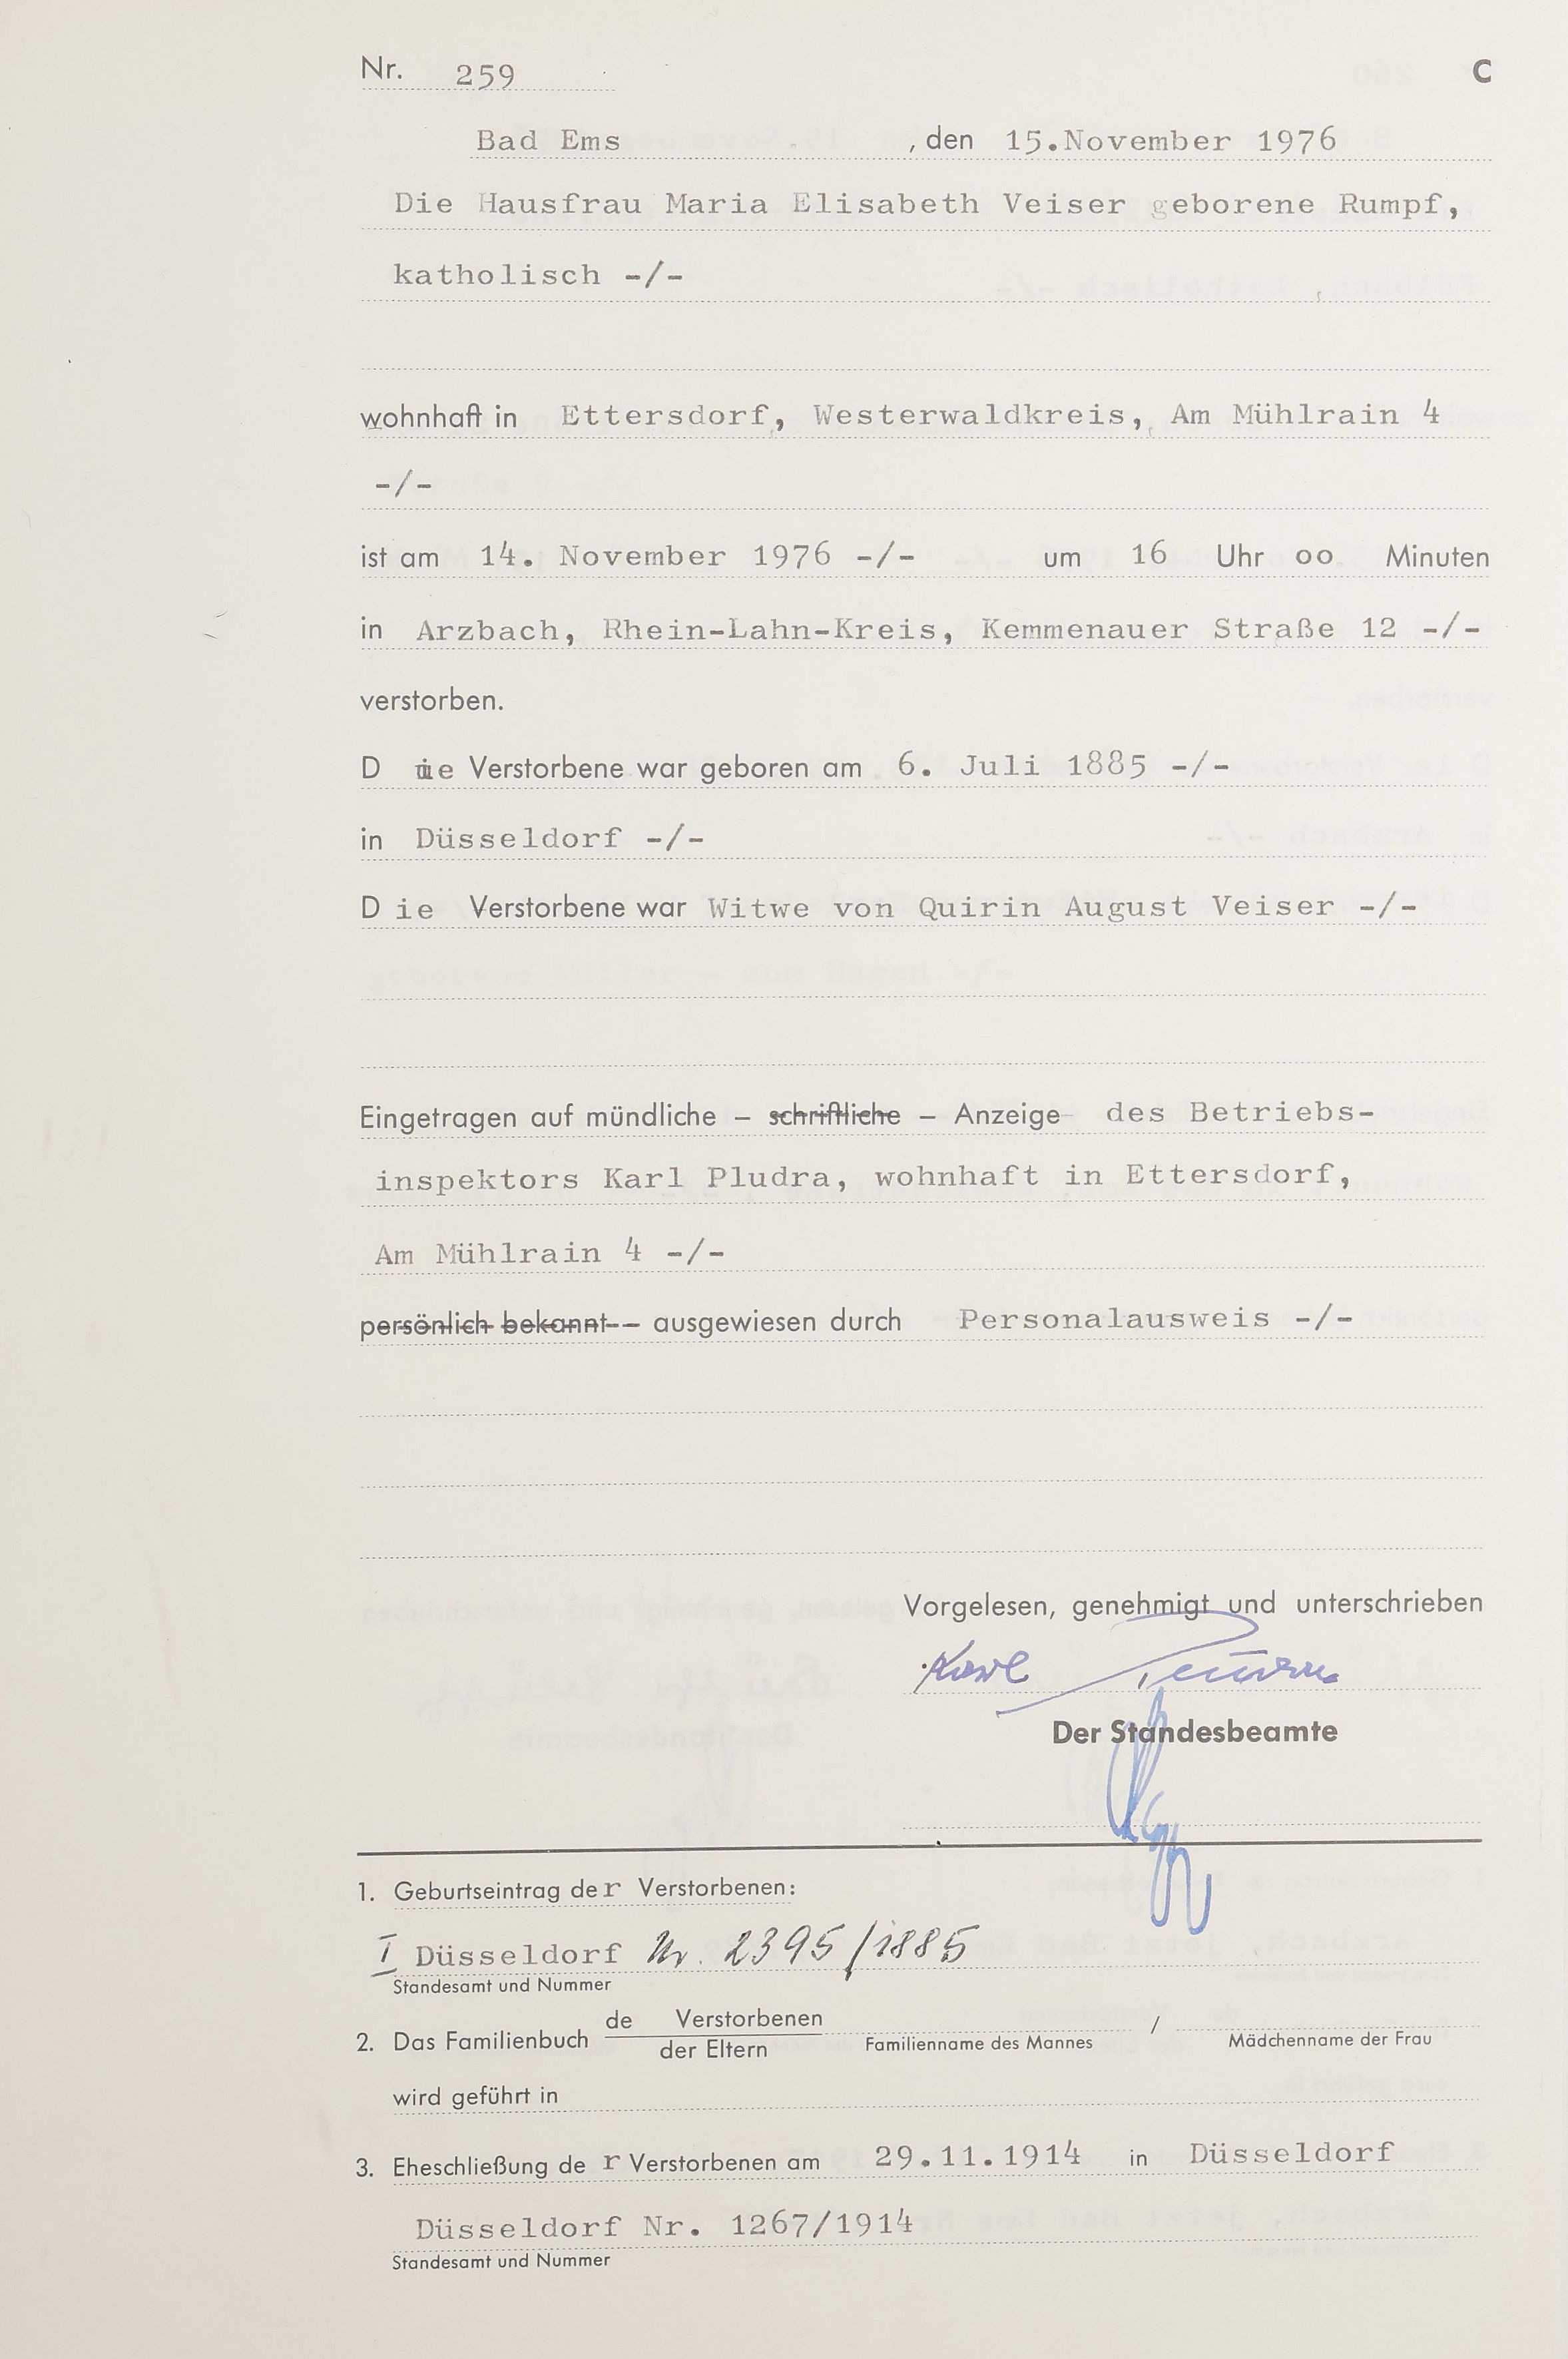 Nr. 259 C
Bad Ems , den 15.November 1976
Die Hausfrau Maria Elisabeth Veiser geborene Rumpf,
katholisch -/-
wohnhaft in Ettersdorf, Westerwaldkreis, Am Mühlrain 4
-/-
ist am 14. November 1976 -/- um 16 Uhr oo Minuten
in Arzbach, Rhein-Lahn-Kreis, Kemmenauer Straße 12 -/-
verstorben.
D ie Verstorbene war geboren am 6. Juli 1885 -/-
in Düsseldorf -/-
D ie Verstorbene war Witwe von Quirin August Veiser -/-
Eingetragen auf mündliche – schriftliche – Anzeige des Betriebs-
inspektors Karl Pludra, wohnhaft in Ettersdorf,
Am Mühlrain 4 -/-
persönlich bekannt – ausgewiesen durch Personalausweis -/-
Vorgelesen, genehmigt und unterschrieben
Karl
Der Standesbeamte
1. Geburtseintrag der Verstorbenen:
I Düsseldorf Nr. 2395/1885
Standesamt und Nummer
de Verstorbenen
2. Das Familienbuch / 
der Eltern Familienname des Mannes Mädchenname der Frau
wird geführt in
3. Eheschließung de r Verstorbenen am 29.11.1914 in Düsseldorf
Düsseldorf Nr. 1267/1914
Standesamt und Nummer